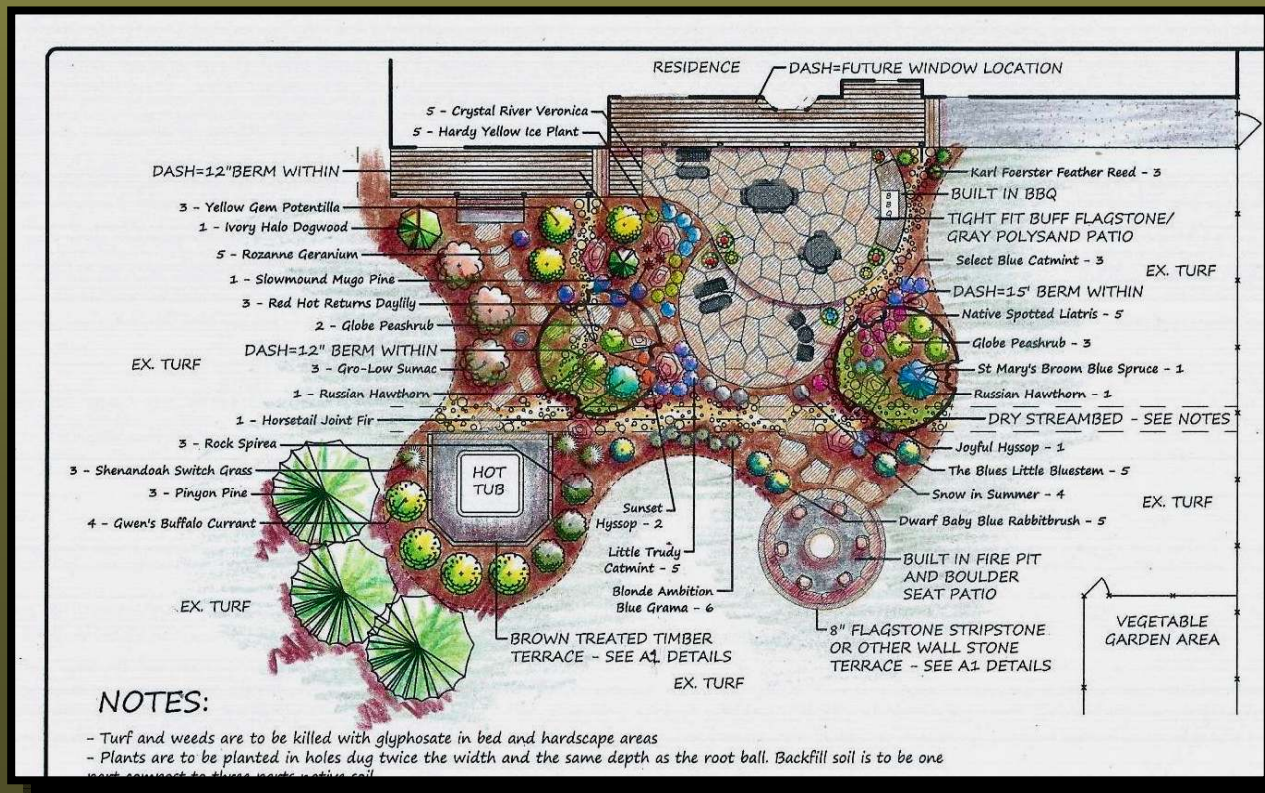 RESIDENCE
DASH=FUTURE WINDOW LOCATION
5 - Crystal River Veronica
5 - Hardy Yellow Ice Plant
DASH=12"BERM WITHIN
3 - Yellow Gem Potentilla
1 - Ivory Halo Dogwood
5 - Rozanne Geranium
1 - Slowmound Mugo Pine
3 - Red Hot Returns Daylily
2 - Globe Peashrub
DASH=12" BERM WITHIN
3 - Gro-Low Sumac
1 - Russian Hawthorn
1 - Horsetail Joint Fir
3 - Rock Spirea
3 - Shenandoah Switch Grass
3 - Pinyon Pine
4 - Gwen's Buffalo Currant
EX. TURF
EX. TURF
HOT
TUB
BBQ
Karl Foerster Feather Reed - 3
BUILT IN BBQ
TIGHT FIT BUFF FLAGSTONE/
GRAY POLYSAND PATIO
Select Blue Catmint - 3
EX. TURF
DASH=15' BERM WITHIN
Native Spotted Liatris - 5
Globe Peashrub - 3
St Mary's Broom Blue Spruce - 1
Russian Hawthorn - 1
DRY STREAMBED - SEE NOTES
Joyful Hyssop - 1
The Blues Little Bluestem - 5
Snow in Summer - 4
EX. TURF
Dwarf Baby Blue Rabbitbrush - 5
Sunset
Hyssop - 2
Little Trudy
Catmint - 5
Blonde Ambition
Blue Grama - 6
BUILT IN FIRE PIT
AND BOULDER
SEAT PATIO
VEGETABLE
GARDEN AREA
BROWN TREATED TIMBER
TERRACE - SEE A1 DETAILS
8" FLAGSTONE STRIPSTONE
OR OTHER WALL STONE
TERRACE - SEE A1 DETAILS
EX. TURF
NOTES:
- Turf and weeds are to be killed with glyphosate in bed and hardscape areas
- Plants are to be planted in holes dug twice the width and the same depth as the root ball. Backfill soil is to be one
part compost to three parts native soil